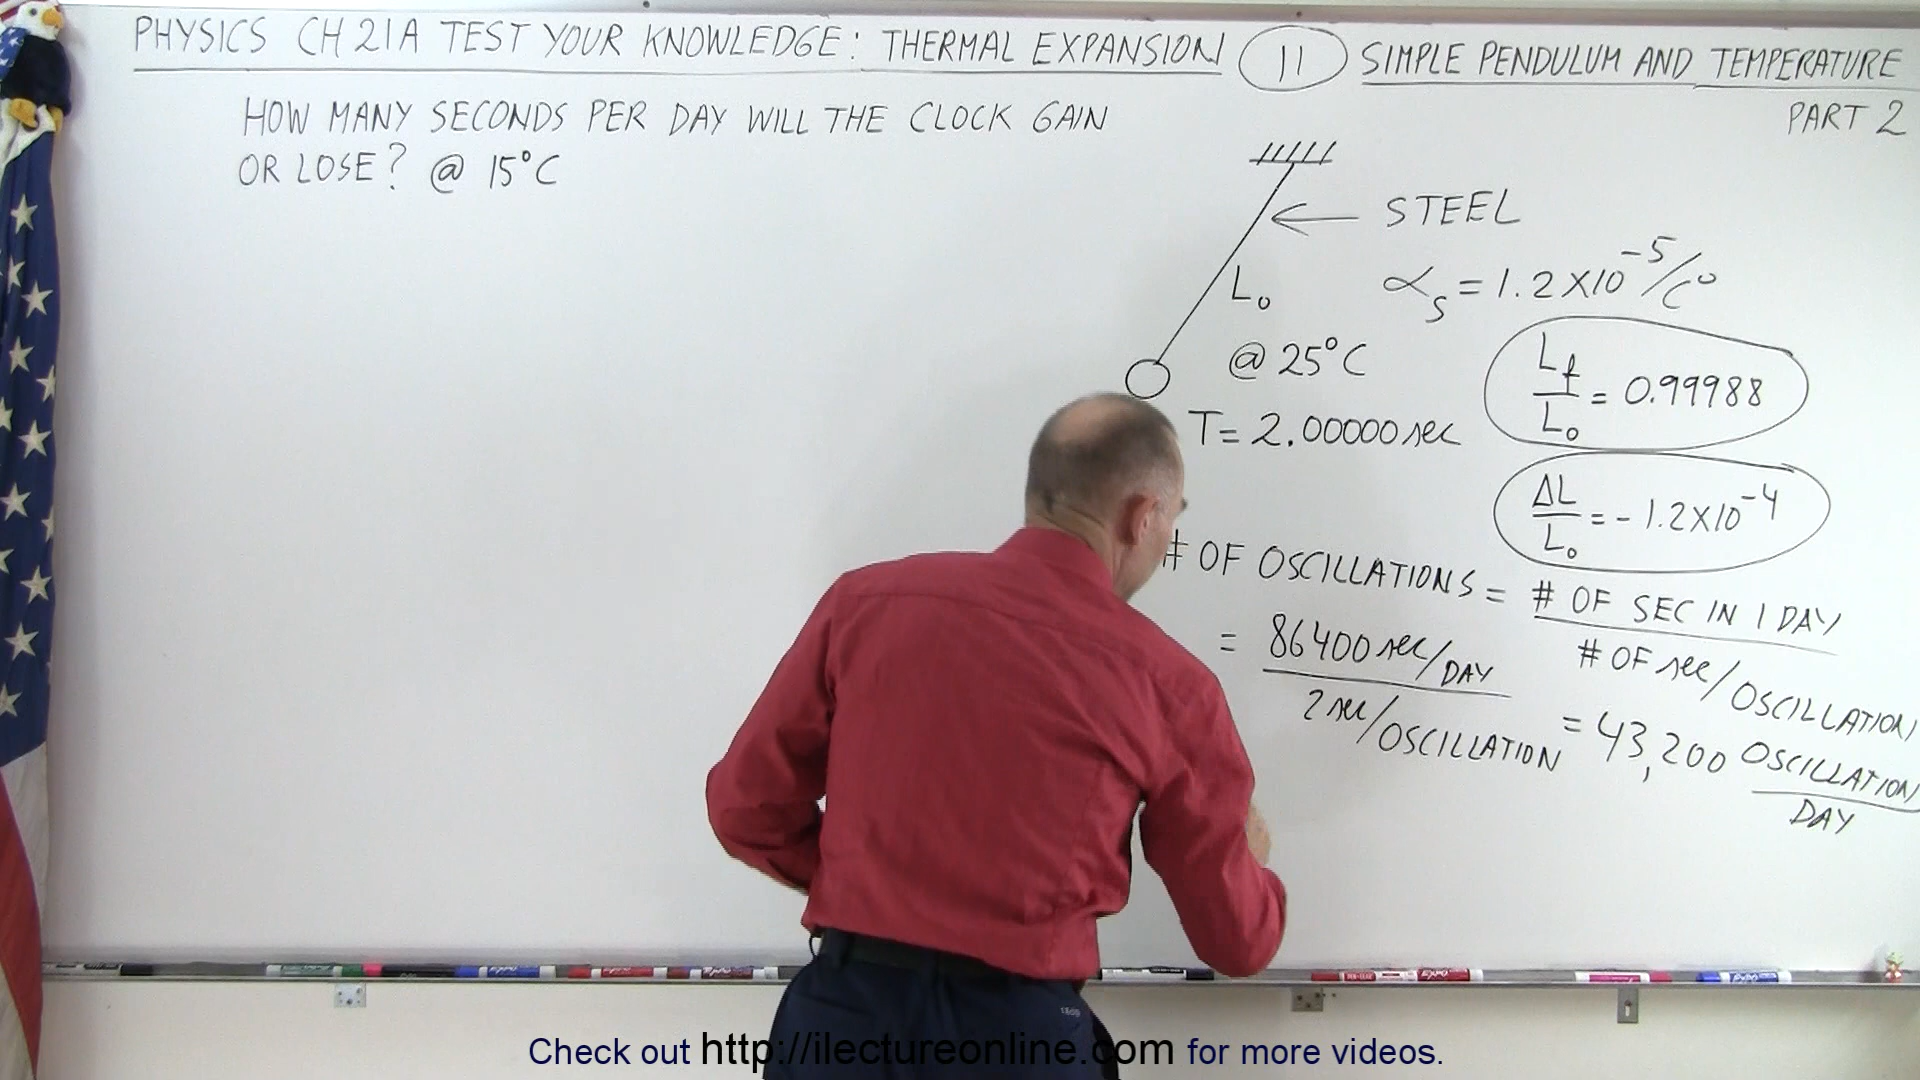 PHYSICS CH 21A TEST YOUR KNOWLEDGE: THERMAL EXPANSION 11 SIMPLE PENDULUM AND TEMPERATURE
PART 2
HOW MANY SECONDS PER DAY WILL THE CLOCK GAIN
OR LOSE? @ 15°C
STEEL
αs = 1.2 X10⁻⁵/C°
L₀
@ 25°C
T = 2.00000 sec
Lf/L₀ = 0.99988
ΔL/L₀ = -1.2X10⁻⁴
# OF OSCILLATIONS = # OF SEC IN 1 DAY / # OF sec/OSCILLATION
= 86400 sec/DAY / 2 sec/OSCILLATION = 43,200 OSCILLATION/DAY
Check out http://ilectureonline.com for more videos.